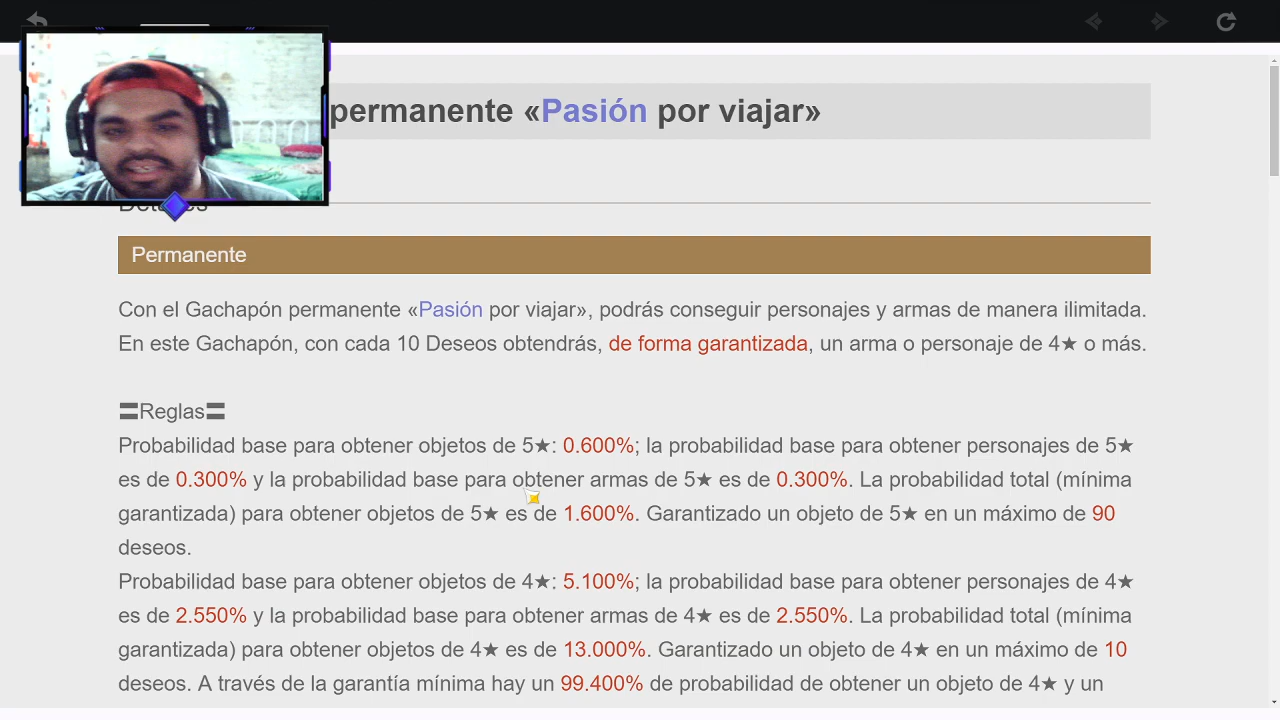 permanente «Pasión por viajar»
Permanente
Con el Gachapón permanente «Pasión por viajar», podrás conseguir personajes y armas de manera ilimitada.
En este Gachapón, con cada 10 Deseos obtendrás, de forma garantizada, un arma o personaje de 4★ o más.
〓Reglas〓
Probabilidad base para obtener objetos de 5★: 0.600%; la probabilidad base para obtener personajes de 5★
es de 0.300% y la probabilidad base para obtener armas de 5★ es de 0.300%. La probabilidad total (mínima
garantizada) para obtener objetos de 5★ es de 1.600%. Garantizado un objeto de 5★ en un máximo de 90
deseos.
Probabilidad base para obtener objetos de 4★: 5.100%; la probabilidad base para obtener personajes de 4★
es de 2.550% y la probabilidad base para obtener armas de 4★ es de 2.550%. La probabilidad total (mínima
garantizada) para obtener objetos de 4★ es de 13.000%. Garantizado un objeto de 4★ en un máximo de 10
deseos. A través de la garantía mínima hay un 99.400% de probabilidad de obtener un objeto de 4★ y un